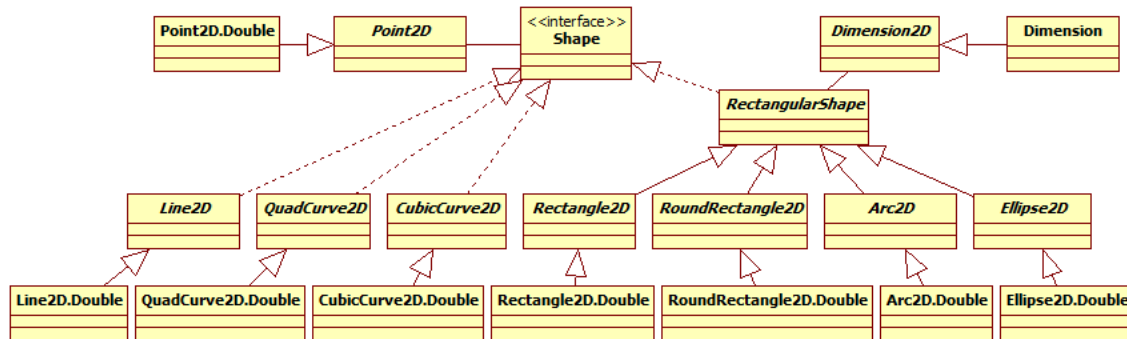 Point2D.Double
Point2D
<<interface>>
Shape
Dimension2D
Dimension
RectangularShape
Line2D
QuadCurve2D
CubicCurve2D
Rectangle2D
RoundRectangle2D
Arc2D
Ellipse2D
Line2D.Double
QuadCurve2D.Double
CubicCurve2D.Double
Rectangle2D.Double
RoundRectangle2D.Double
Arc2D.Double
Ellipse2D.Double